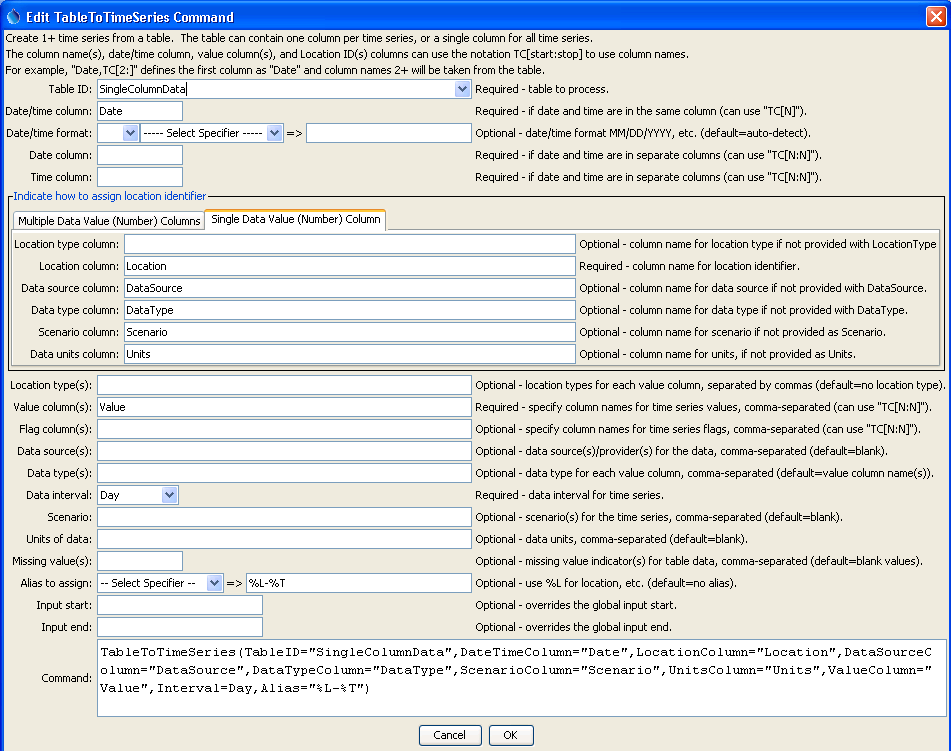 Edit TableToTimeSeries Command
Create 1+ time series from a table. The table can contain one column per time series, or a single column for all time series.
The column name(s), date/time column, value column(s), and Location ID(s) columns can use the notation TC[start:stop] to use column names.
For example, "Date,TC[2:]" defines the first column as "Date" and column names 2+ will be taken from the table.
Table ID: SingleColumnData Required - table to process.
Date/time column: Date Required - if date and time are in the same column (can use "TC[N]").
Date/time format: ----- Select Specifier ----- => Optional - date/time format MM/DD/YYYY, etc. (default=auto-detect).
Date column: Required - if date and time are in separate columns (can use "TC[N:N]").
Time column: Required - if date and time are in separate columns (can use "TC[N:N]").
Indicate how to assign location identifier
Multiple Data Value (Number) Columns Single Data Value (Number) Column
Location type column: Optional - column name for location type if not provided with LocationType
Location column: Location Required - column name for location identifier.
Data source column: DataSource Optional - column name for data source if not provided with DataSource.
Data type column: DataType Optional - column name for data type if not provided with DataType.
Scenario column: Scenario Optional - column name for scenario if not provided as Scenario.
Data units column: Units Optional - column name for units, if not provided as Units.
Location type(s): Optional - location types for each value column, separated by commas (default=no location type).
Value column(s): Value Required - specify column names for time series values, comma-separated (can use "TC[N:N]").
Flag column(s): Optional - specify column names for time series flags, comma-separated (can use "TC[N:N]").
Data source(s): Optional - data source(s)/provider(s) for the data, comma-separated (default=blank).
Data type(s): Optional - data type for each value column, comma-separated (default=value column name(s)).
Data interval: Day Required - data interval for time series.
Scenario: Optional - scenario(s) for the time series, comma-separated (default=blank).
Units of data: Optional - data units, comma-separated (default=blank).
Missing value(s): Optional - missing value indicator(s) for table data, comma-separated (default=blank values).
Alias to assign: -- Select Specifier -- => %L-%T Optional - use %L for location, etc. (default=no alias).
Input start: Optional - overrides the global input start.
Input end: Optional - overrides the global input end.
Command: TableToTimeSeries(TableID="SingleColumnData",DateTimeColumn="Date",LocationColumn="Location",DataSourceC
olumn="DataSource",DataTypeColumn="DataType",ScenarioColumn="Scenario",UnitsColumn="Units",ValueColumn="
Value",Interval=Day,Alias="%L-%T")
Cancel OK